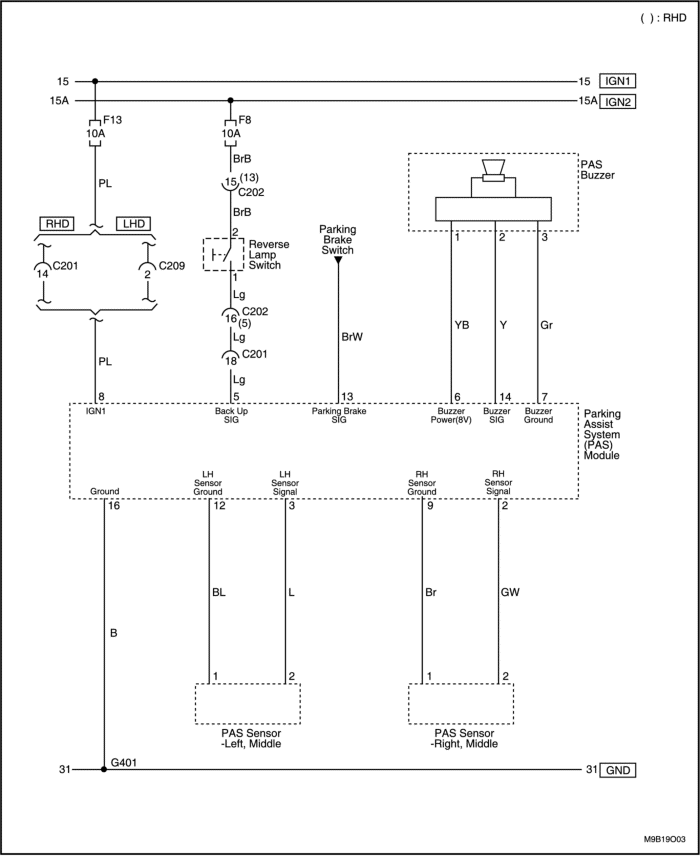 ( ) : RHD
15
15 IGN1
15A
15A IGN2
F13
10A
F8
10A
BrB
PL
15 (13)
C202
BrB
PAS
Buzzer
RHD
LHD
2
Reverse
Lamp
Switch
Parking
Brake
Switch
1
2
3
C201
14
C209
2
1
Lg
C202
16
(5)
Lg
BrW
YB
Y
Gr
PL
C201
18
Lg
8
5
13
6
14
7
IGN1
Back Up
SIG
Parking Brake
SIG
Buzzer
Power(8V)
Buzzer
SIG
Buzzer
Ground
Parking
Assist
System
(PAS)
Module
Ground
LH
Sensor
Ground
LH
Sensor
Signal
RH
Sensor
Ground
RH
Sensor
Signal
16
12
3
9
2
BL
L
Br
GW
B
1
2
1
2
PAS Sensor
-Left, Middle
PAS Sensor
-Right, Middle
31
G401
31 GND
M9B19O03